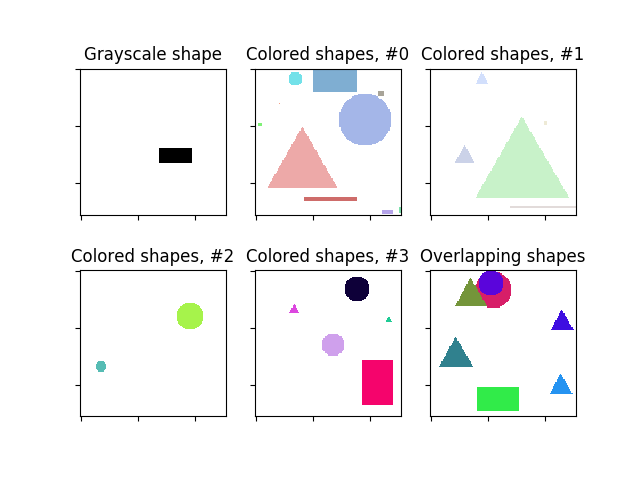 Grayscale shape
Colored shapes, #0
Colored shapes, #1
Colored shapes, #2
Colored shapes, #3
Overlapping shapes